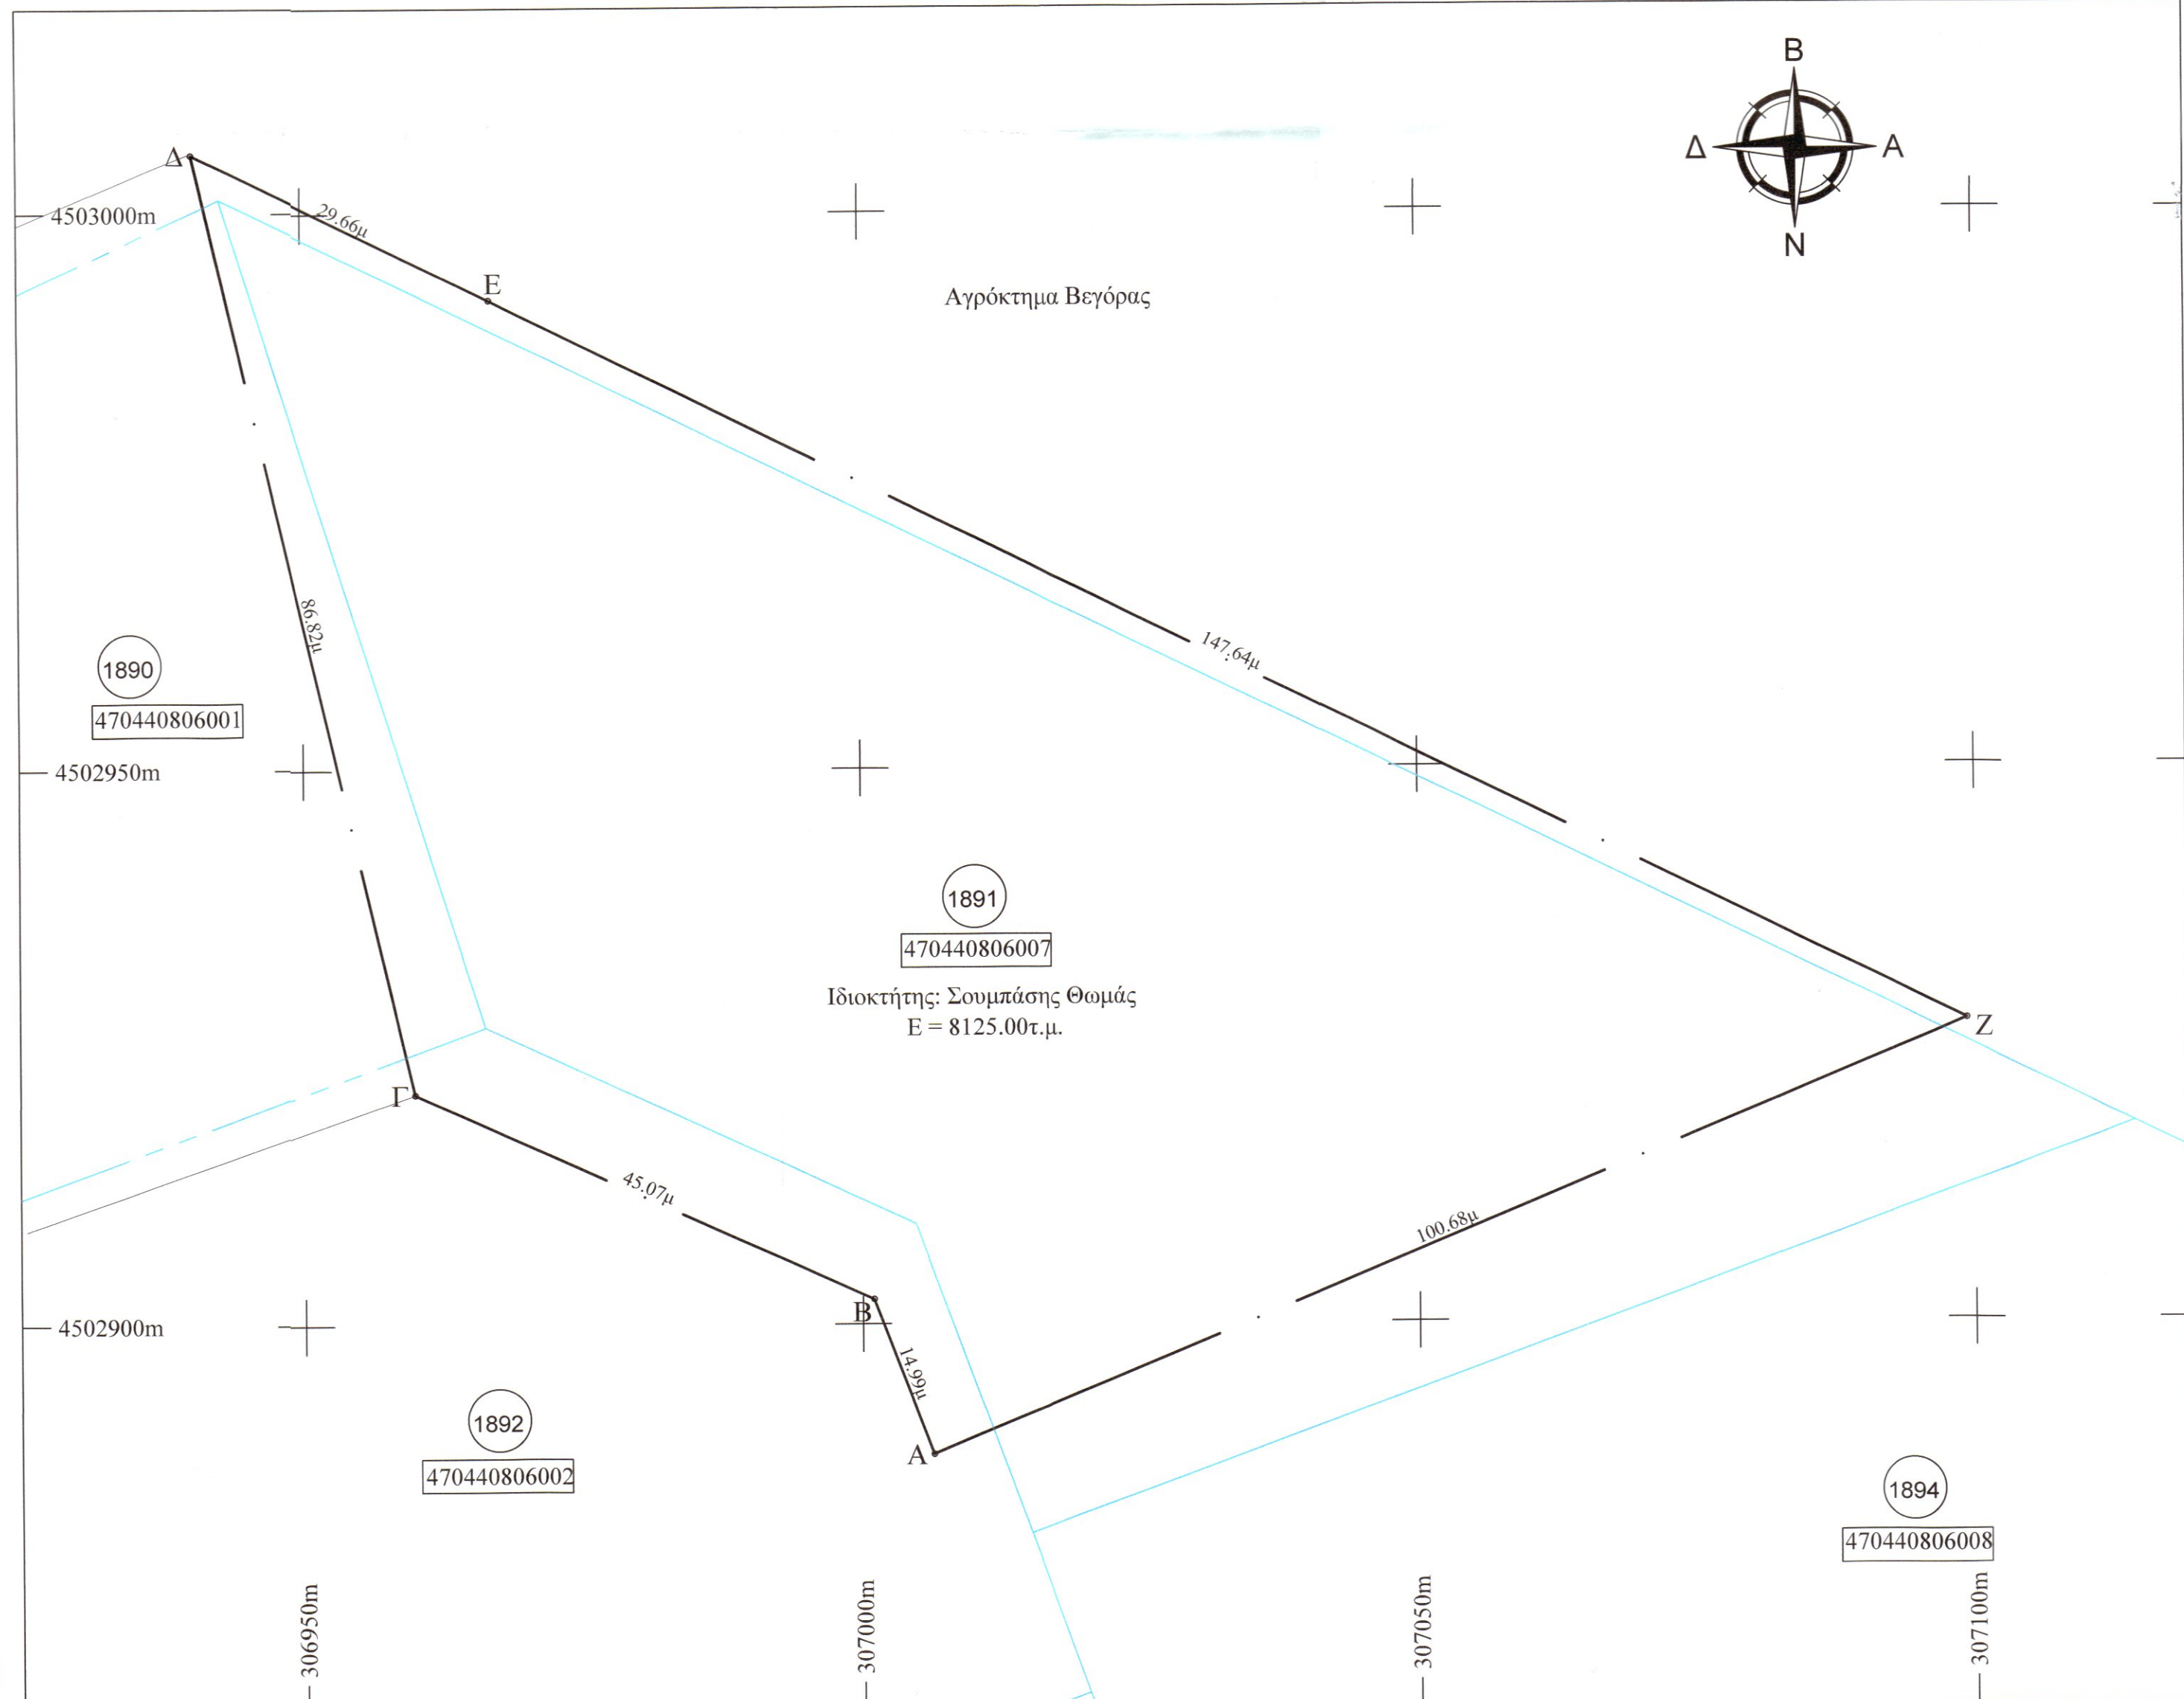 Β
Δ
Α
Ν
Δ
4503000m
29.66μ
Ε
Αγρόκτημα Βεγόρας
86.82μ
147.64μ
1890
470440806001
4502950m
1891
470440806007
Ιδιοκτήτης: Σουμπάσης Θωμάς
Ε = 8125.00τ.μ.
Ζ
Γ
45.07μ
100.68μ
Β
4502900m
14.99μ
1892
470440806002
Α
1894
470440806008
306950m
307000m
307050m
307100m